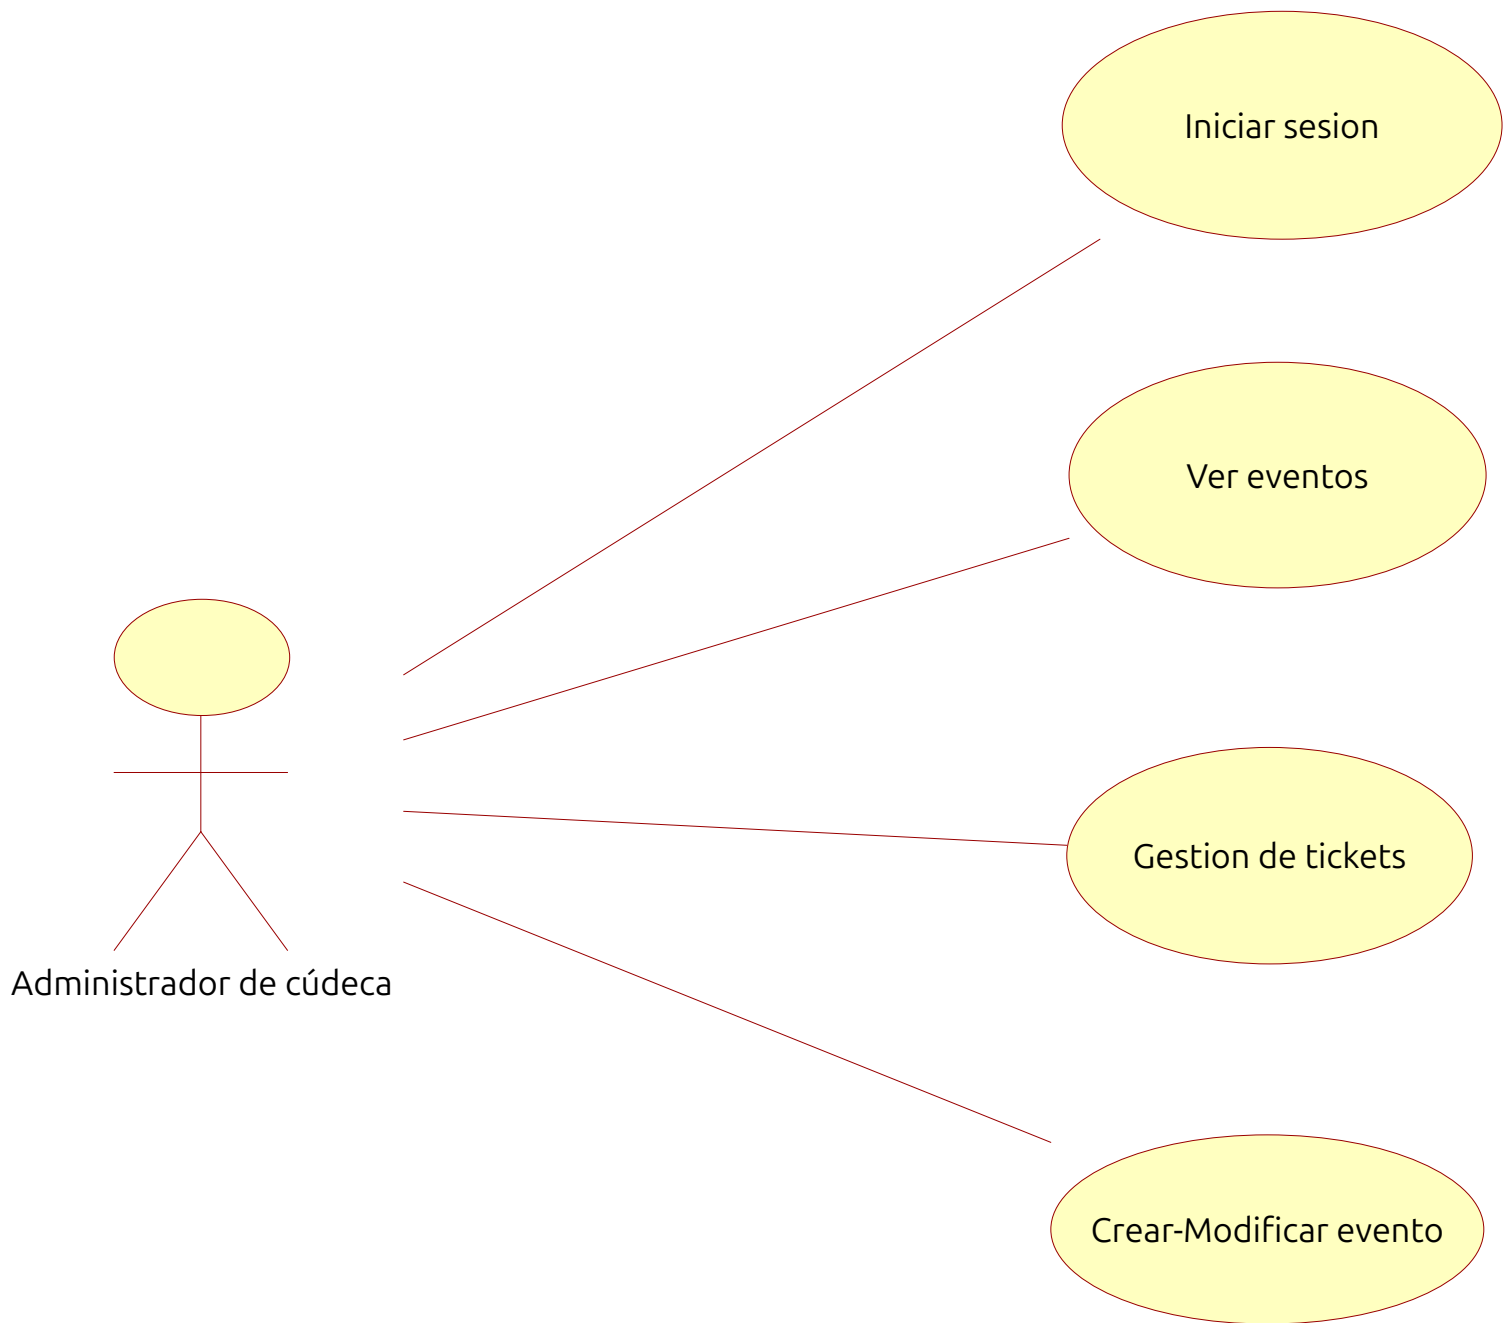 Iniciar sesion
Ver eventos
Gestion de tickets
Administrador de cúdeca
Crear-Modificar evento